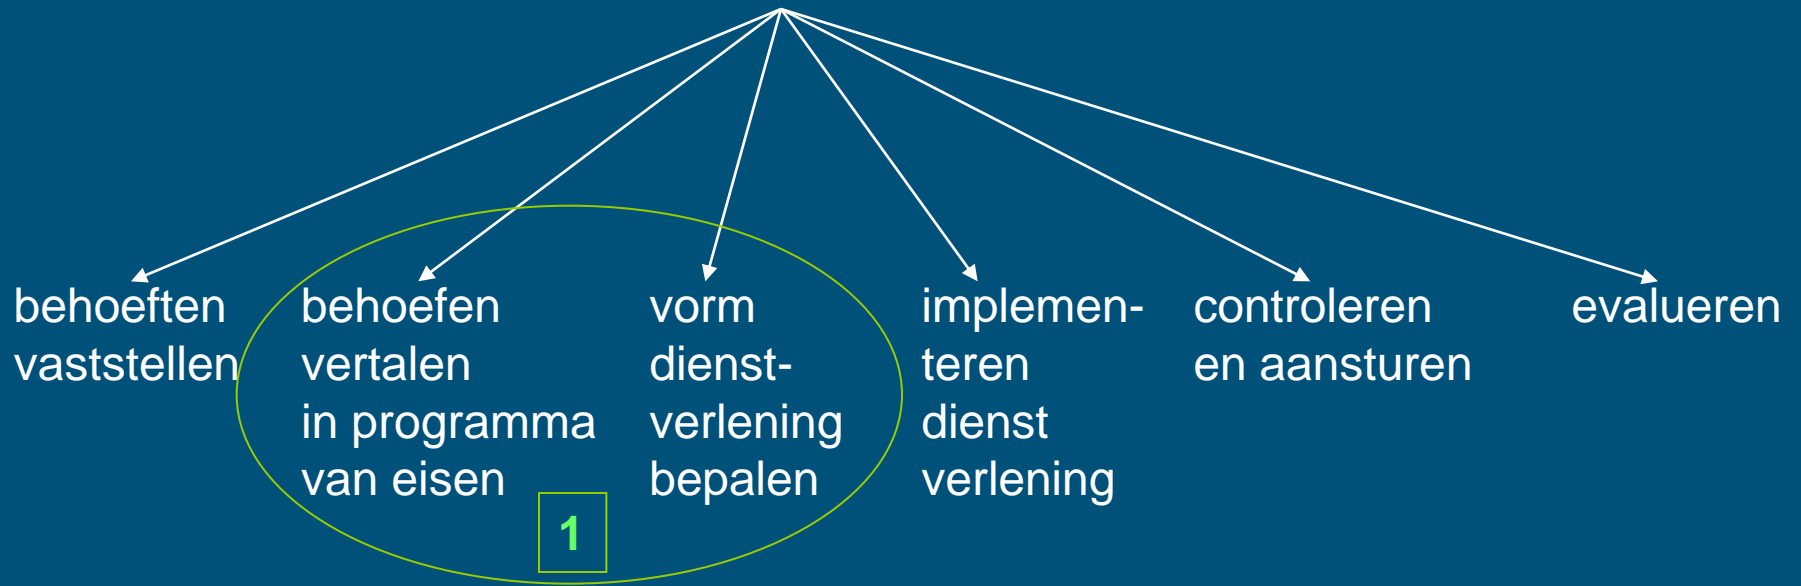 behoeften
vaststellen
behoefen
vertalen
in programma
van eisen
vorm
dienst-
verlening
bepalen
implemen-
teren
dienst
verlening
controleren
en aansturen
evalueren
1